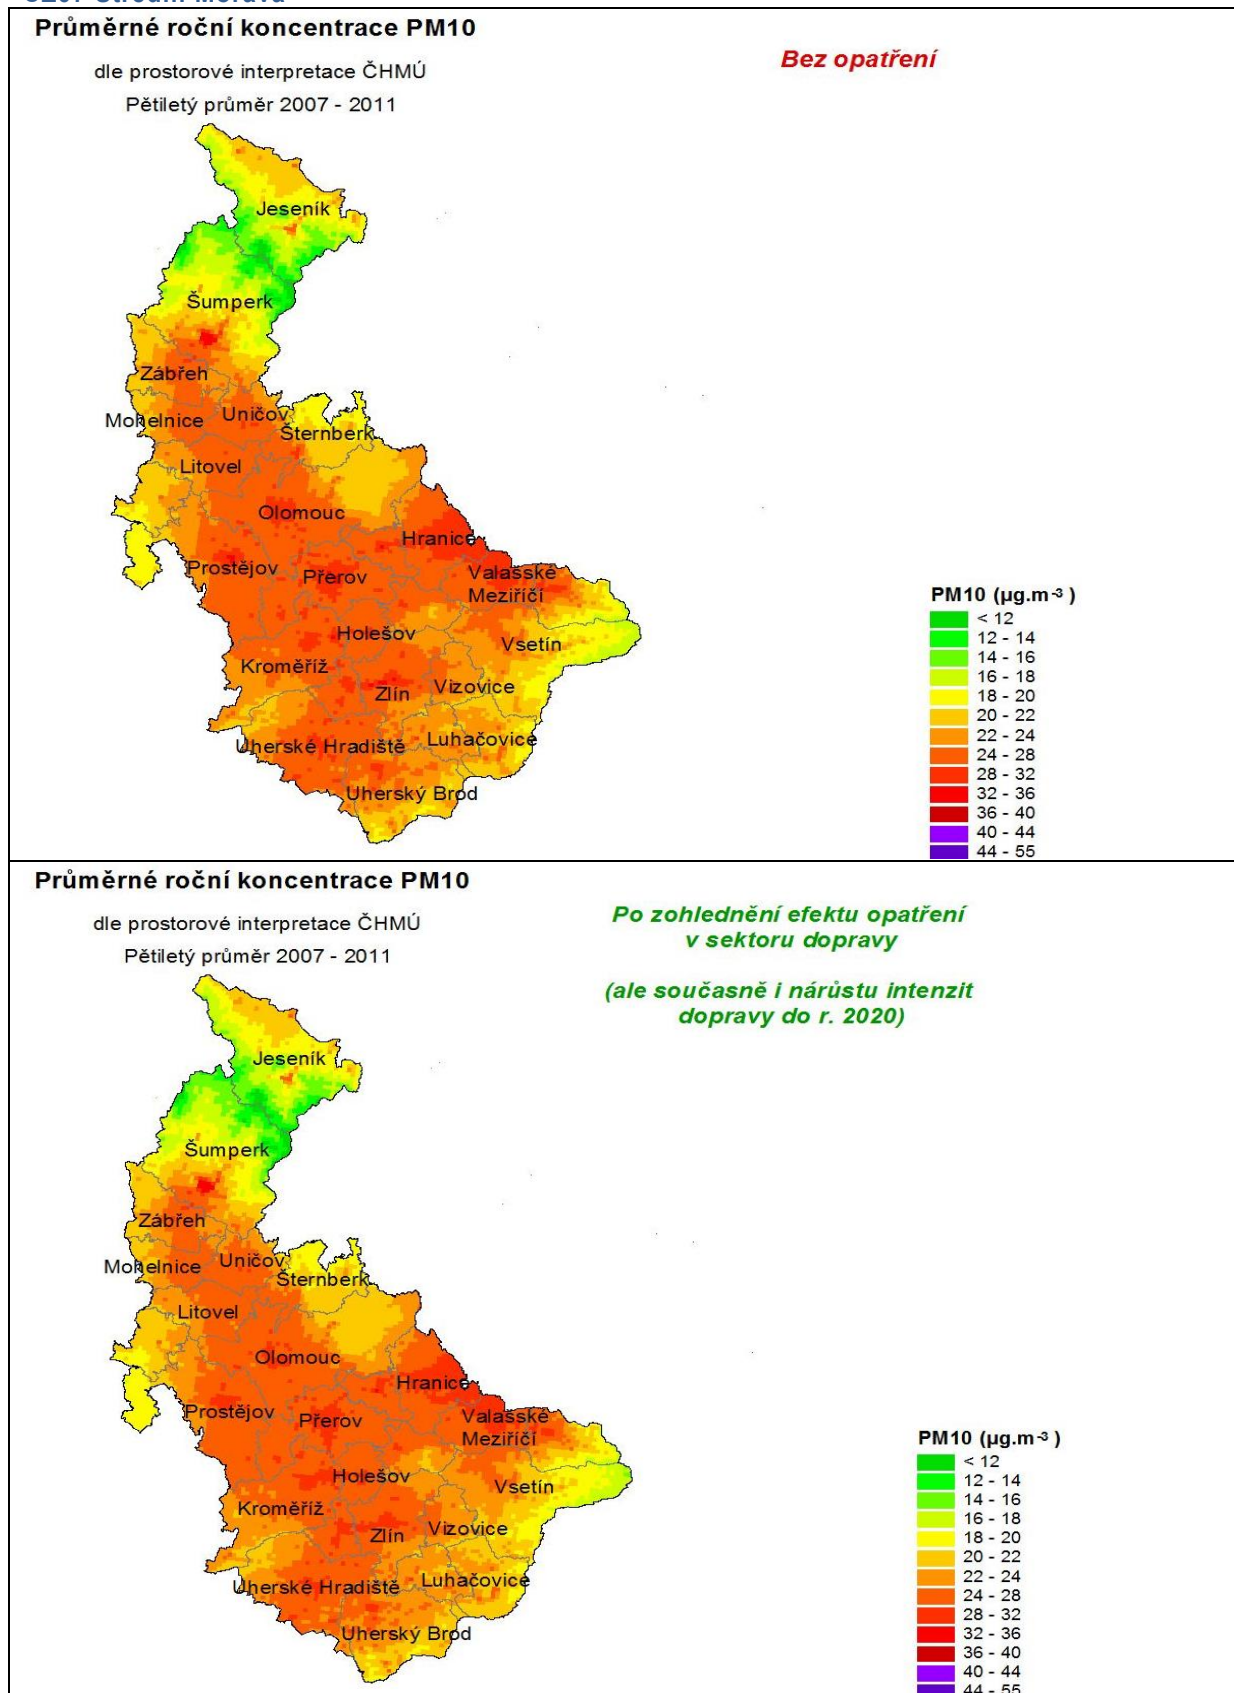 CZ07 Střední Morava
Průměrné roční koncentrace PM10
Bez opatření
dle prostorové interpretace ČHMÚ
Pětiletý průměr 2007 - 2011
Jeseník
Šumperk
Zábřeh
Mohelnice
Uničov
Šternberk
Litovel
Olomouc
Hranice
Prostějov
Přerov
Valašské
Meziříčí
Holešov
Vsetín
Kroměříž
Zlín
Vizovice
Uherské Hradiště
Luhačovice
Uherský Brod
PM10 (µg.m-3 )
< 12
12 - 14
14 - 16
16 - 18
18 - 20
20 - 22
22 - 24
24 - 28
28 - 32
32 - 36
36 - 40
40 - 44
44 - 55
Průměrné roční koncentrace PM10
dle prostorové interpretace ČHMÚ
Pětiletý průměr 2007 - 2011
Po zohlednění efektu opatření
v sektoru dopravy
(ale současně i nárůstu intenzit
dopravy do r. 2020)
Jeseník
Šumperk
Zábřeh
Mohelnice
Uničov
Šternberk
Litovel
Olomouc
Hranice
Prostějov
Přerov
Valašské
Meziříčí
Holešov
Vsetín
Kroměříž
Zlín
Vizovice
Uherské Hradiště
Luhačovice
Uherský Brod
PM10 (µg.m-3 )
< 12
12 - 14
14 - 16
16 - 18
18 - 20
20 - 22
22 - 24
24 - 28
28 - 32
32 - 36
36 - 40
40 - 44
44 - 55